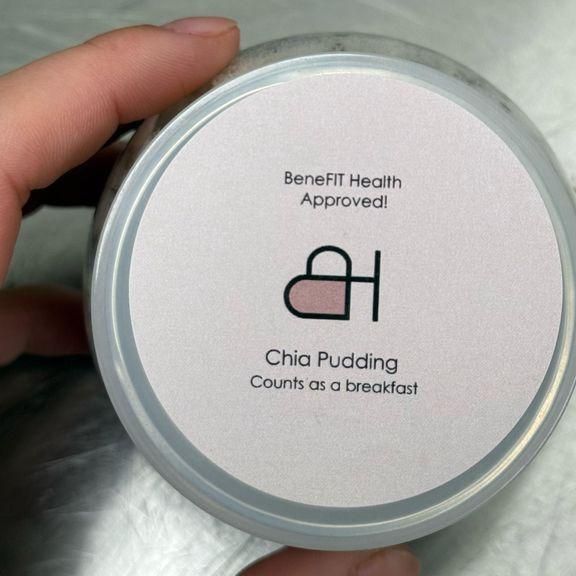 BeneFIT Health
Approved!
Chia Pudding
Counts as a breakfast